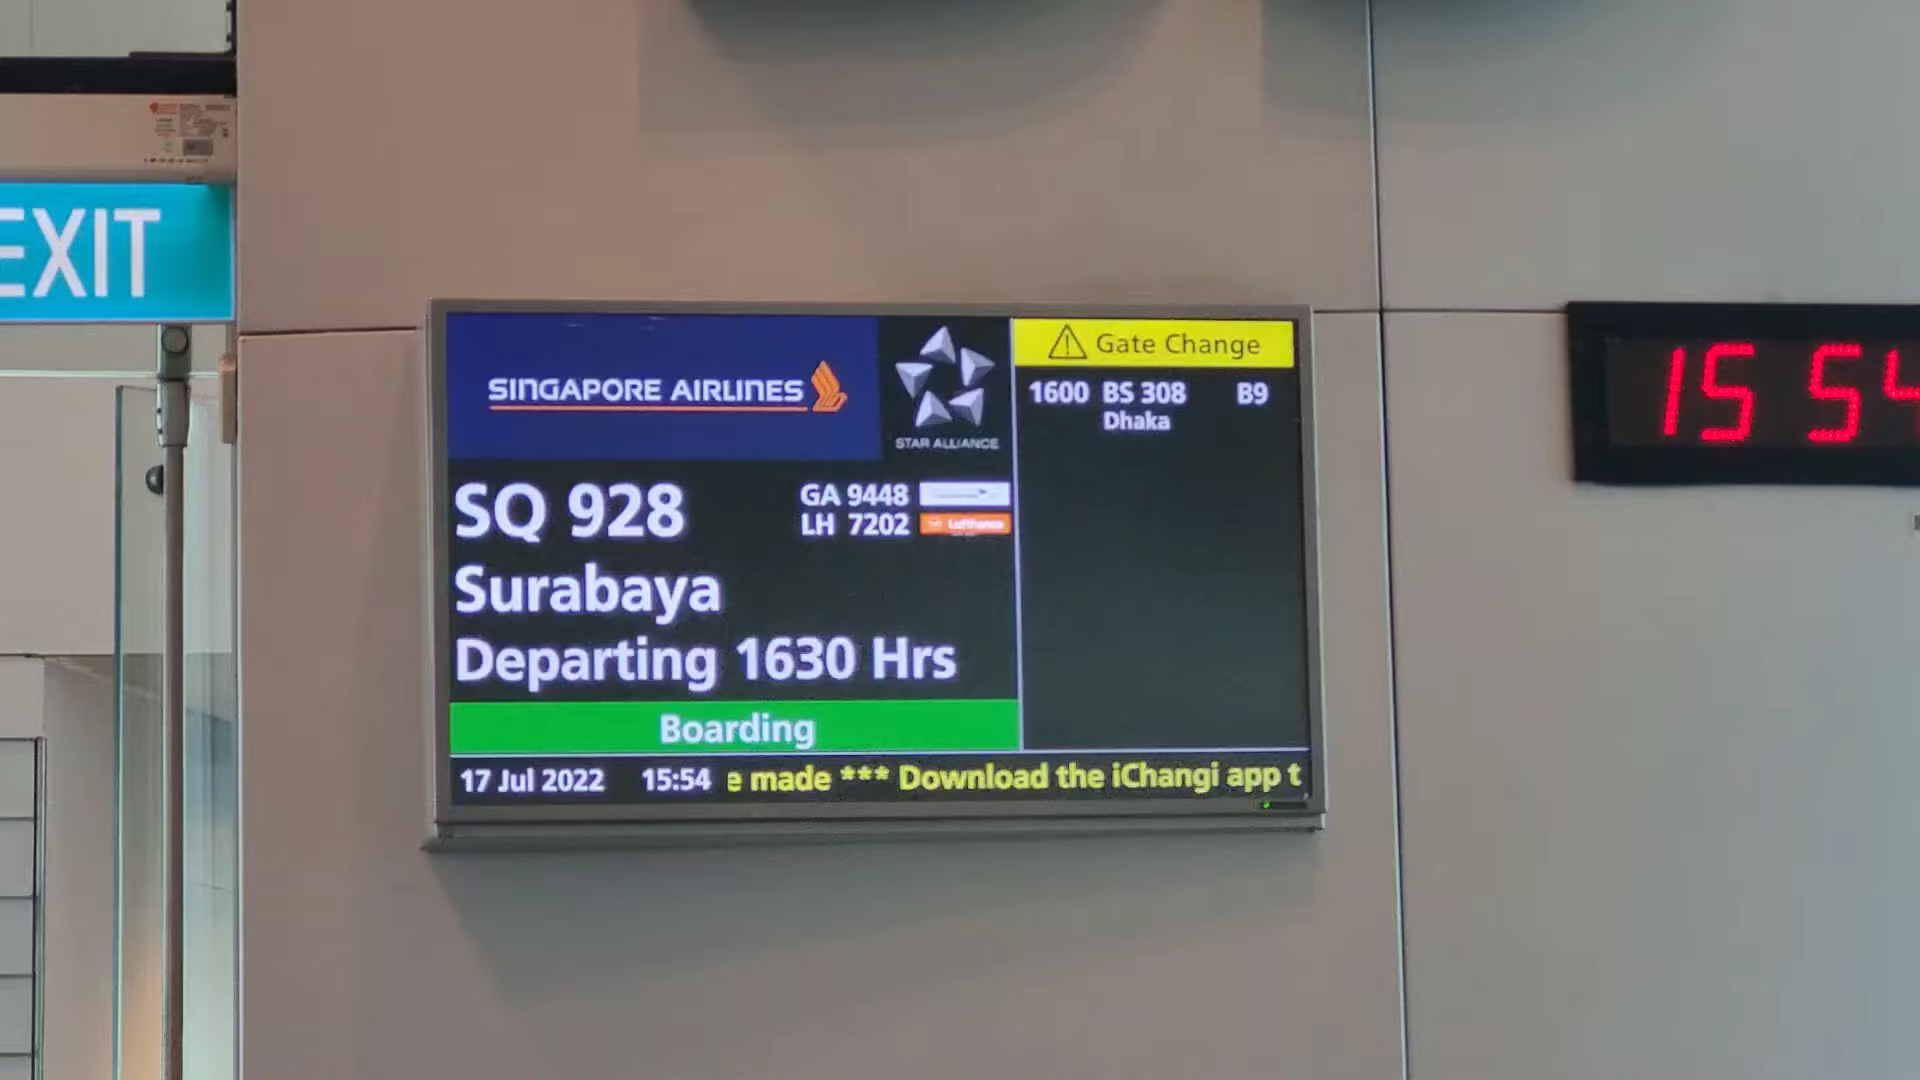 EXIT
SINGAPORE AIRLINES
STAR ALLIANCE
Gate Change
1600 BS 308 B9
Dhaka
SQ 928
GA 9448
LH 7202 Lufthansa
Surabaya
Departing 1630 Hrs
Boarding
17 Jul 2022 15:54 e made *** Download the iChangi app t
15 54